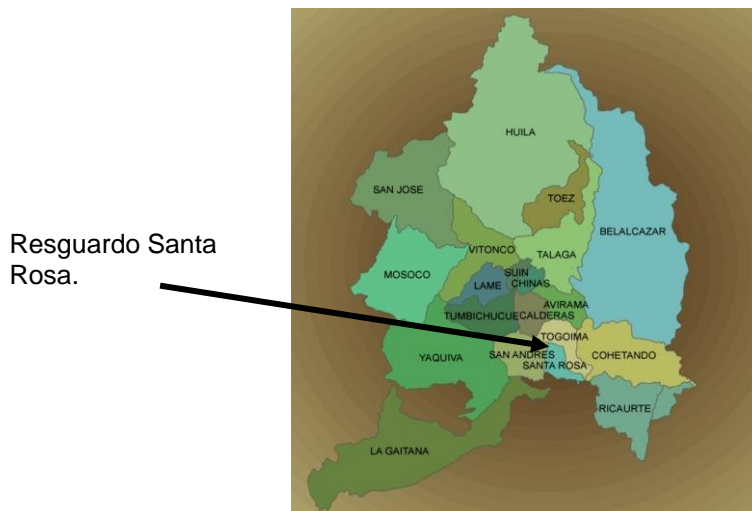 Resguardo Santa
Rosa.
HUILA
SAN JOSE
TOEZ
BELALCAZAR
VITONCO
TALAGA
MOSOCO
SUIN
LAME
CHINAS
AVIRAMA
TUMBICHUCUE
CALDERAS
TOGOIMA
YAQUIVA
SAN ANDRES
COHETANDO
SANTA ROSA
RICAURTE
LA GAITANA